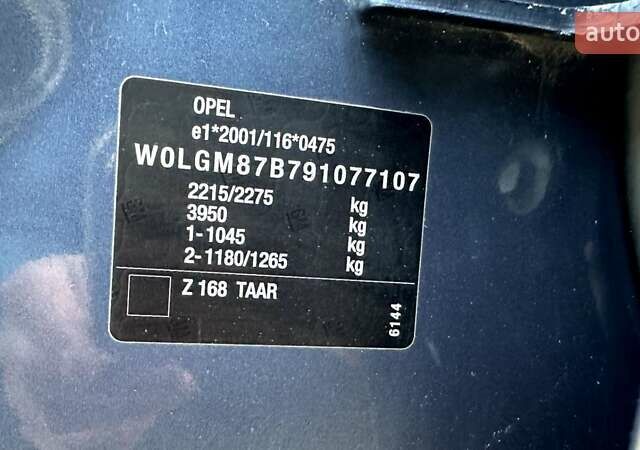 auto
OPEL
e1*2001/116*0475
W0LGM87B791077107
2215/2275 kg
3950 kg
1-1045 kg
2-1180/1265 kg
Z 168 TAAR
6144